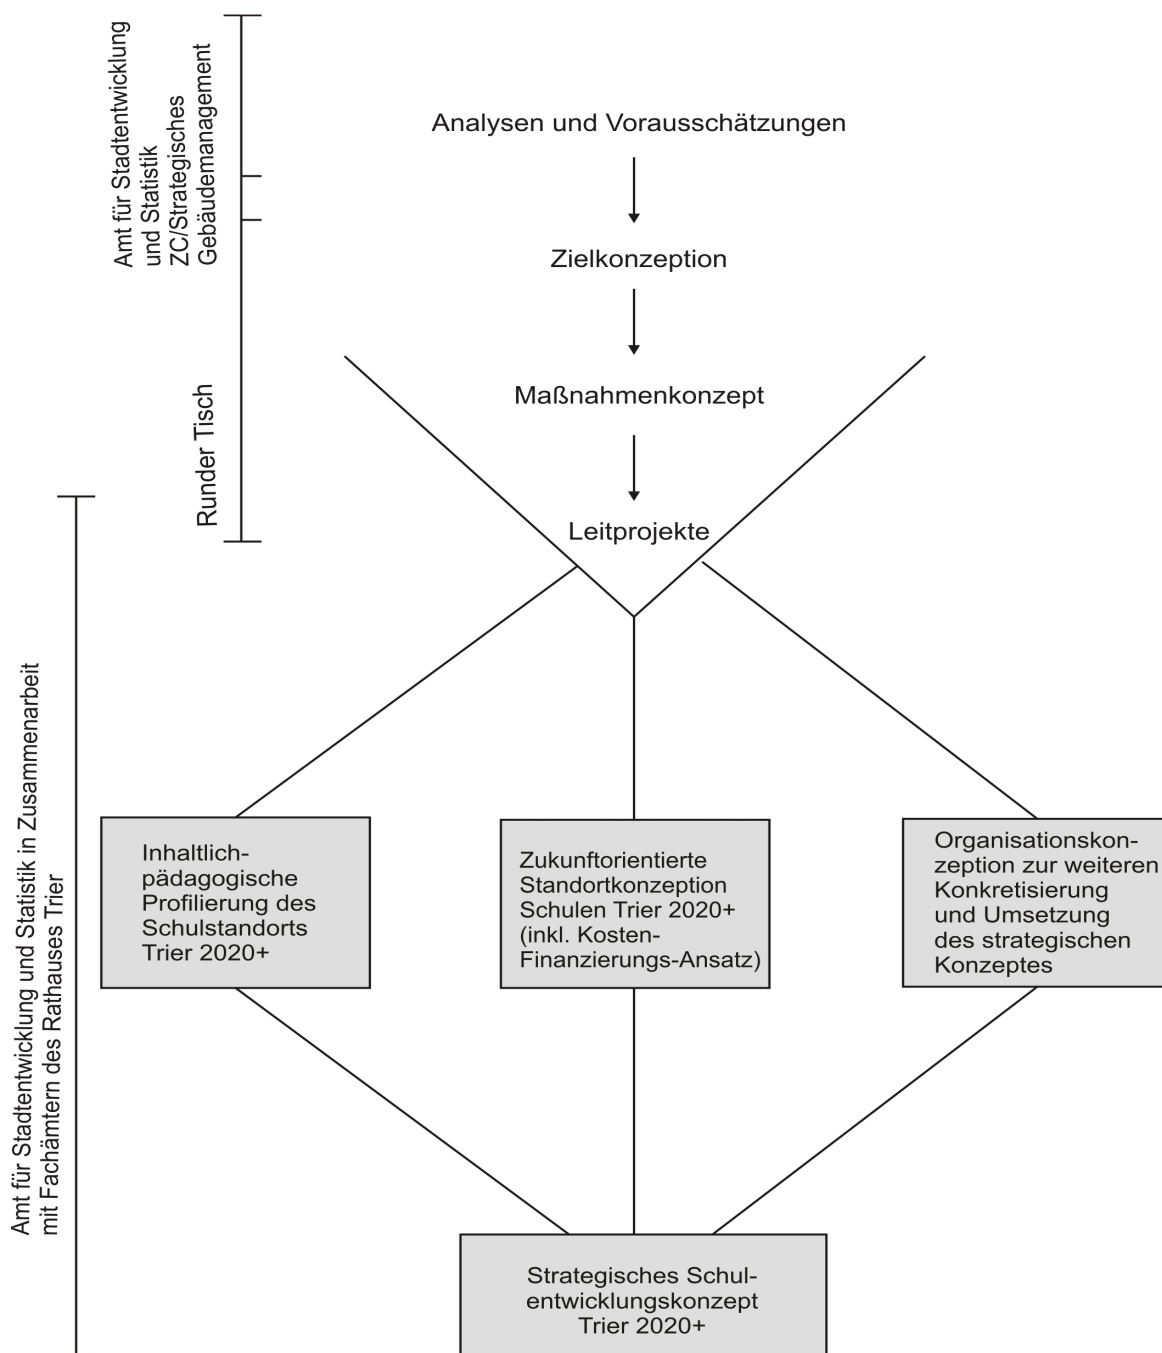 Amt für Stadtentwicklung
und Statistik
ZC/Strategisches
Gebäudemanagement
Analysen und Vorausschätzungen
Zielkonzeption
Maßnahmenkonzept
Runder Tisch
Leitprojekte
Amt für Stadtentwicklung und Statistik in Zusammenarbeit
mit Fachämtern des Rathauses Trier
Inhaltlich-
pädagogische
Profilierung des
Schulstandorts
Trier 2020+
Zukunftorientierte
Standortkonzeption
Schulen Trier 2020+
(inkl. Kosten-
Finanzierungs-Ansatz)
Organisationskon-
zeption zur weiteren
Konkretisierung
und Umsetzung
des strategischen
Konzeptes
Strategisches Schul-
entwicklungskonzept
Trier 2020+